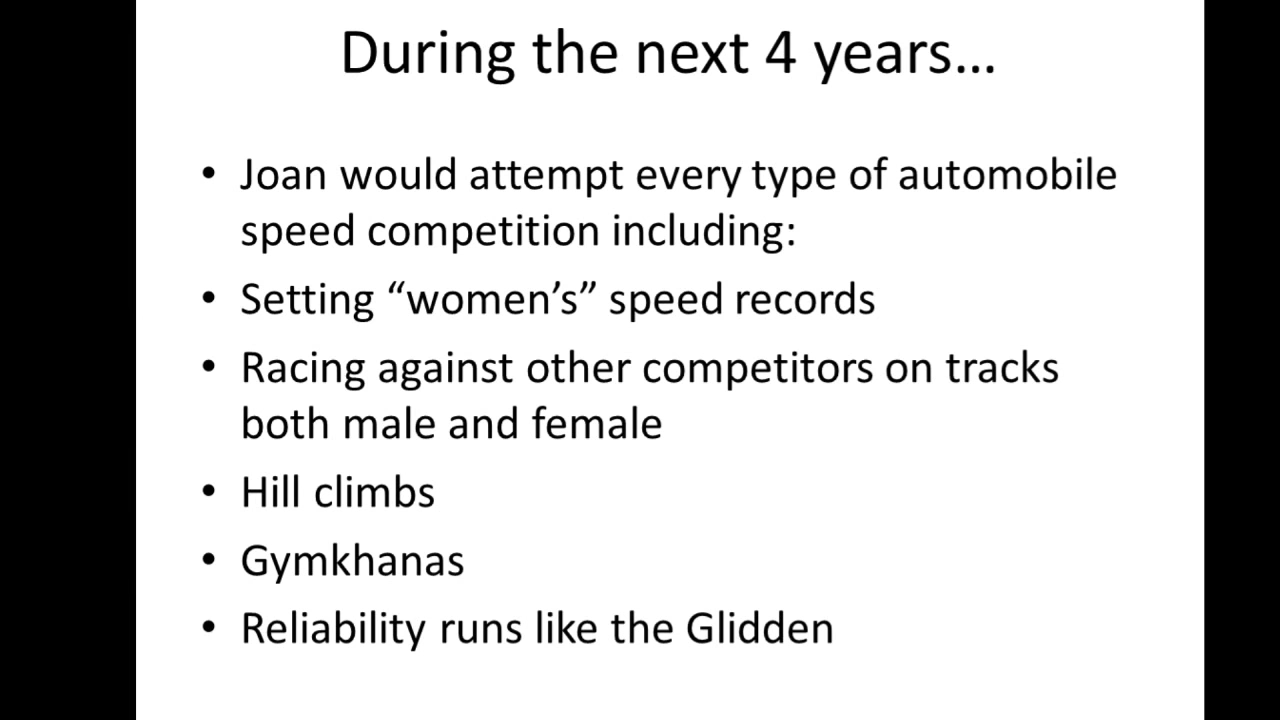 During the next 4 years…
• Joan would attempt every type of automobile
speed competition including:
• Setting “women’s” speed records
• Racing against other competitors on tracks
both male and female
• Hill climbs
• Gymkhanas
• Reliability runs like the Glidden